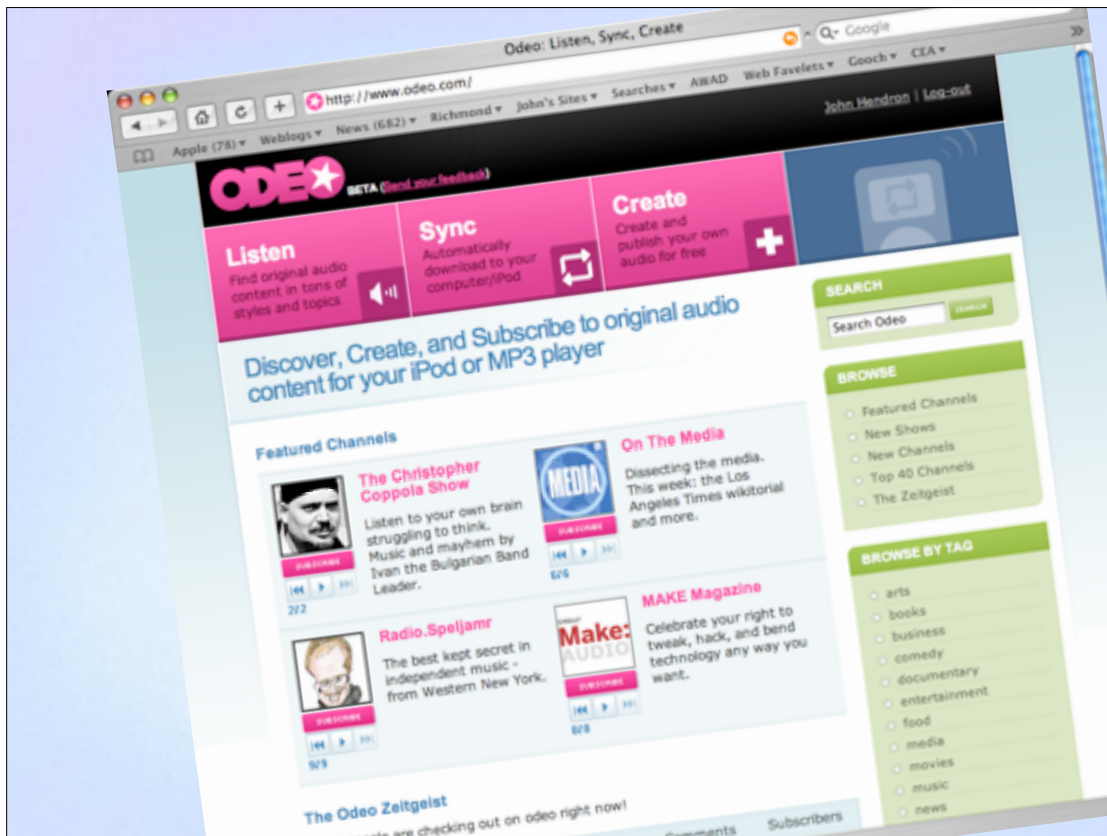 Odeo: Listen, Sync, Create
http://www.odeo.com/
Google
Apple (78) Weblogs News (682) Richmond John's Sites Searches AWAD Web Favelets Gooch CEA
John Hendron | Log-out
ODEO BETA (Send your feedback)
Listen
Find original audio
content in tons of
styles and topics
Sync
Automatically
download to your
computer/iPod
Create
Create and
publish your own
audio for free
Discover, Create, and Subscribe to original audio
content for your iPod or MP3 player
SEARCH
Search Odeo SEARCH
BROWSE
Featured Channels
New Shows
New Channels
Top 40 Channels
The Zeitgeist
Featured Channels
The Christopher
Coppola Show
Listen to your own brain
struggling to think.
Music and mayhem by
Ivan the Bulgarian Band
Leader.
SUBSCRIBE
2/2
MEDIA
On The Media
Dissecting the media.
This week: the Los
Angeles Times wikitorial
and more.
SUBSCRIBE
6/6
Radio.Speljamr
The best kept secret in
independent music -
from Western New York.
SUBSCRIBE
9/9
Make:
AUDIO
MAKE Magazine
Celebrate your right to
tweak, hack, and bend
technology any way you
want.
SUBSCRIBE
8/8
BROWSE BY TAG
arts
books
business
comedy
documentary
entertainment
food
media
movies
music
news
The Odeo Zeitgeist
are checking out on odeo right now!
Comments Subscribers